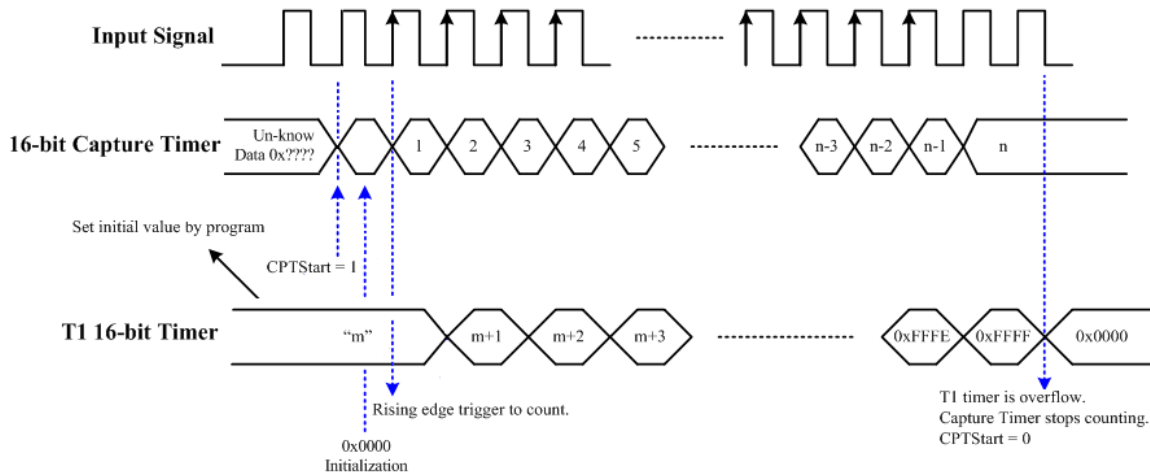 Input Signal
16-bit Capture Timer
Un-know
Data 0x????
1
2
3
4
5
n-3
n-2
n-1
n
Set initial value by program
CPTStart = 1
T1 16-bit Timer
“m”
m+1
m+2
m+3
0xFFFE
0xFFFF
0x0000
Rising edge trigger to count.
T1 timer is overflow.
Capture Timer stops counting.
CPTStart = 0
0x0000
Initialization